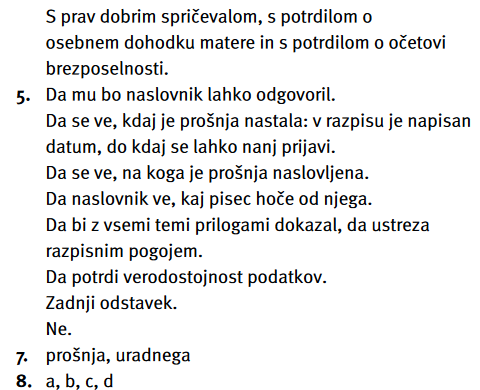 S prav dobrim spričevalom, s potrdilom o
osebnem dohodku matere in s potrdilom o očetovi
brezposelnosti.
5. Da mu bo naslovnik lahko odgovoril.
Da se ve, kdaj je prošnja nastala: v razpisu je napisan
datum, do kdaj se lahko nanj prijavi.
Da se ve, na koga je prošnja naslovljena.
Da naslovnik ve, kaj pisec hoče od njega.
Da bi z vsemi temi prilogami dokazal, da ustreza
razpisnim pogojem.
Da potrdi verodostojnost podatkov.
Zadnji odstavek.
Ne.
7. prošnja, uradnega
8. a, b, c, d